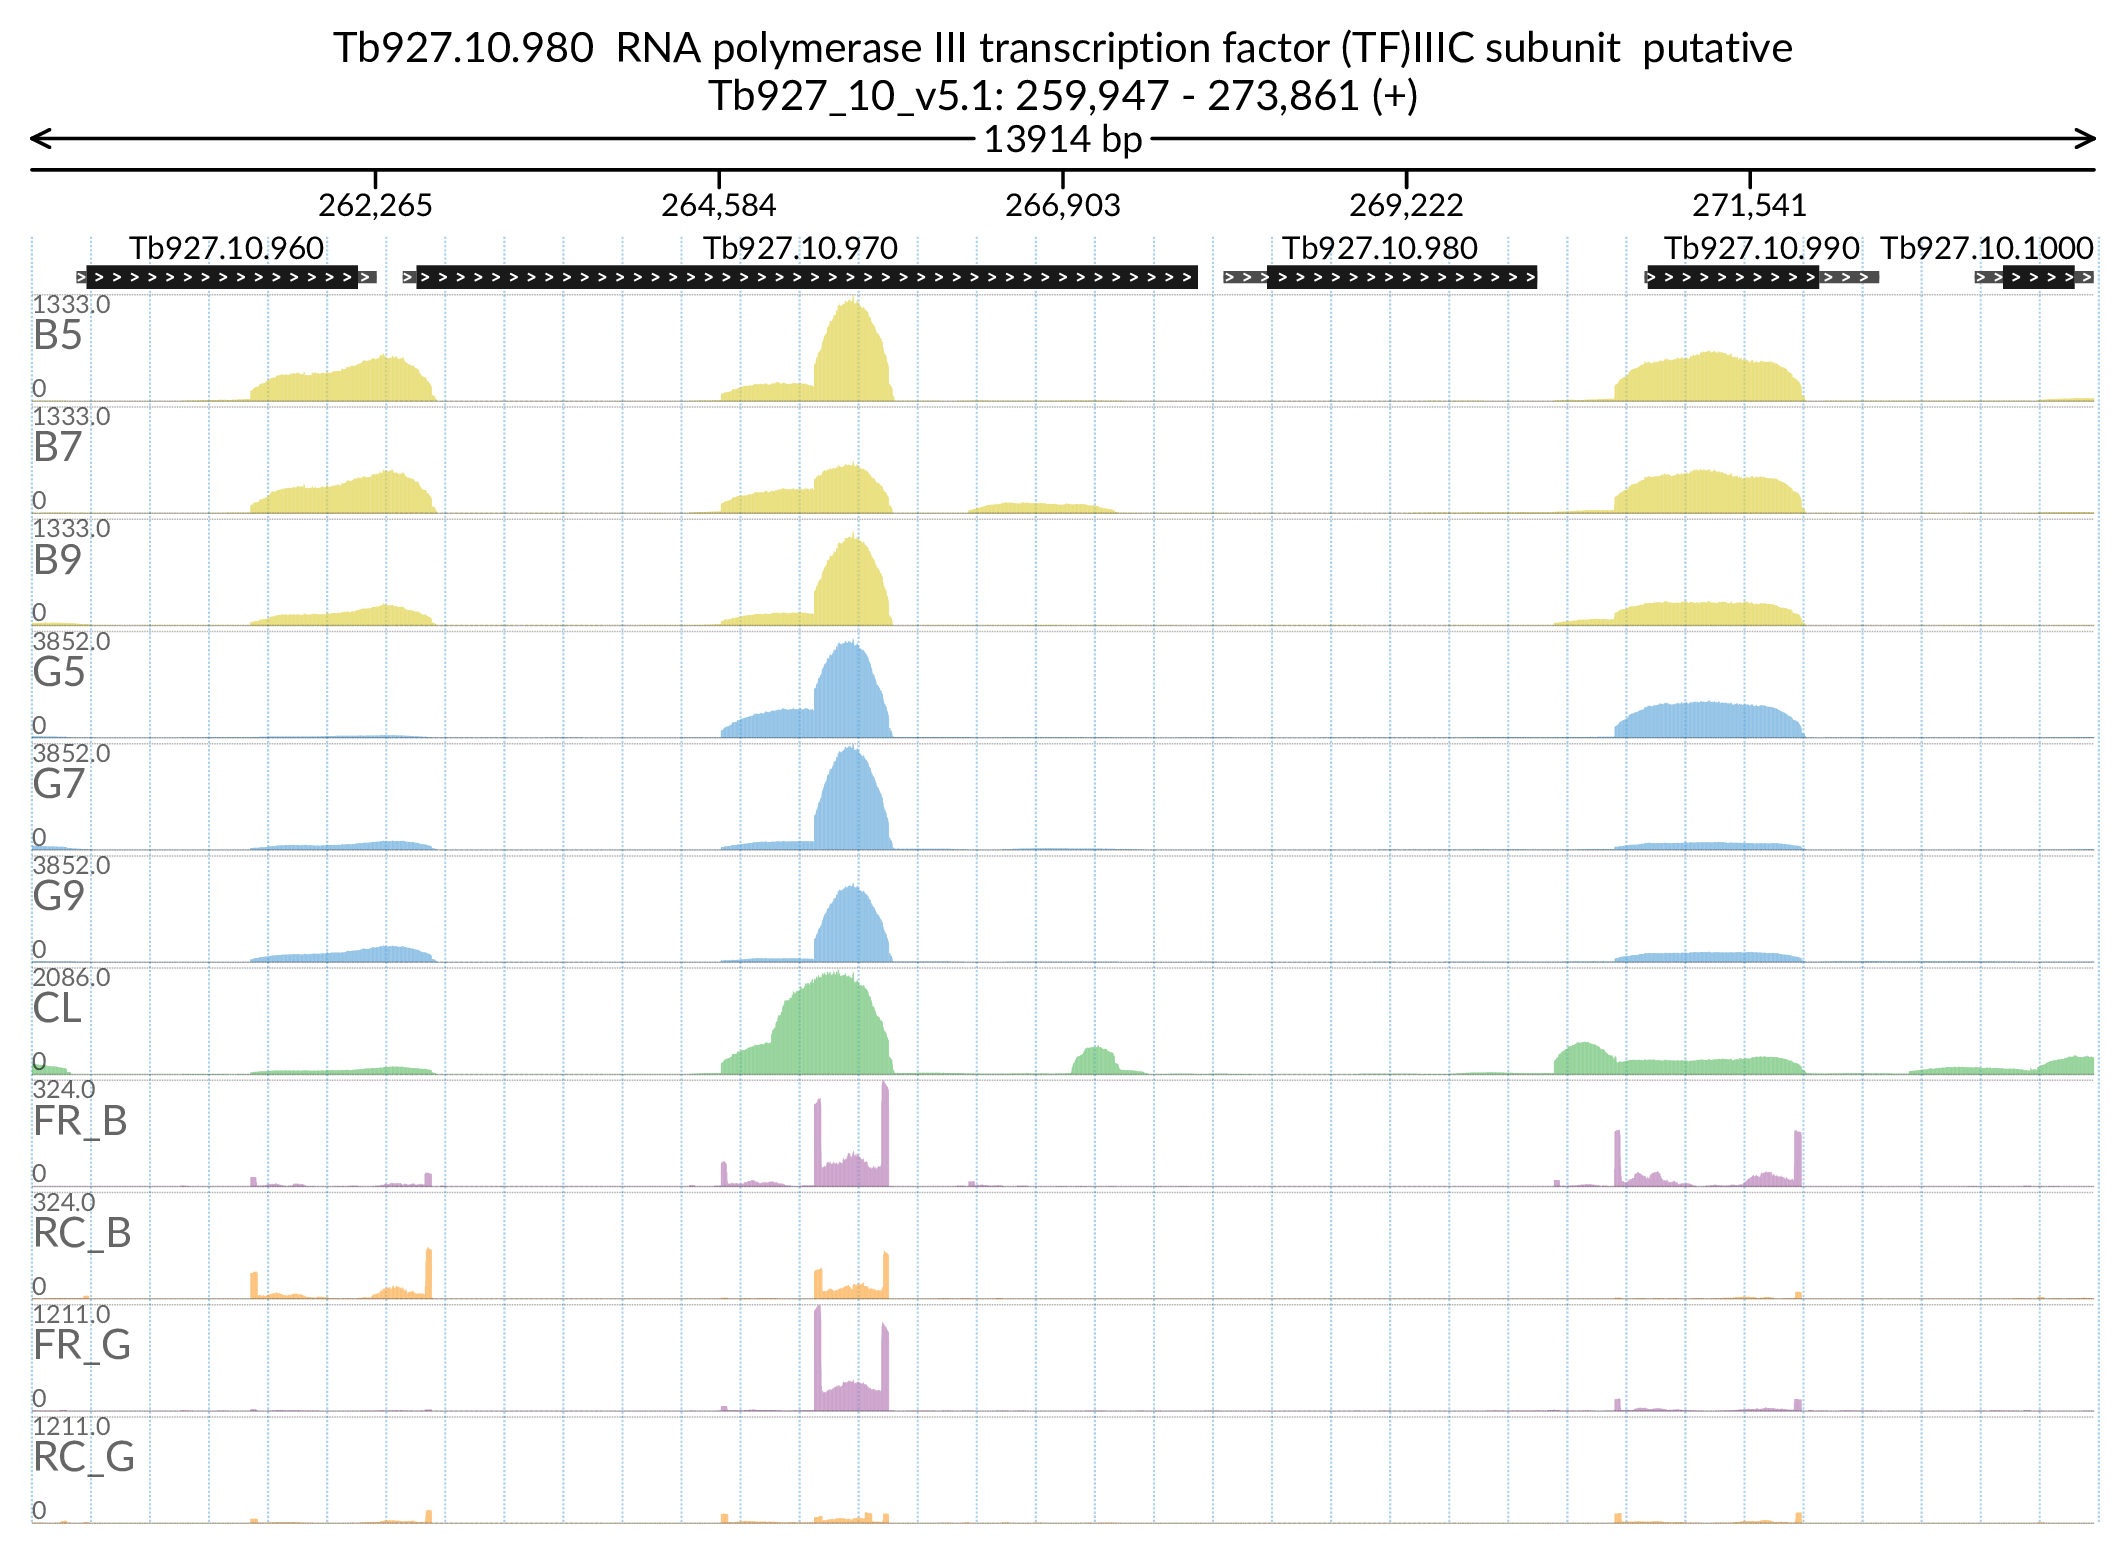 Tb927.10.980  RNA polymerase III transcription factor (TF)IIIC subunit  putative
Tb927_10_v5.1: 259,947 - 273,861 (+)
13914 bp
262,265 264,584 266,903 269,222 271,541
Tb927.10.960 Tb927.10.970 Tb927.10.980 Tb927.10.990 Tb927.10.1000
1333.0
B5
0
1333.0
B7
0
1333.0
B9
0
3852.0
G5
0
3852.0
G7
0
3852.0
G9
0
2086.0
CL
0
324.0
FR_B
0
324.0
RC_B
0
1211.0
FR_G
0
1211.0
RC_G
0